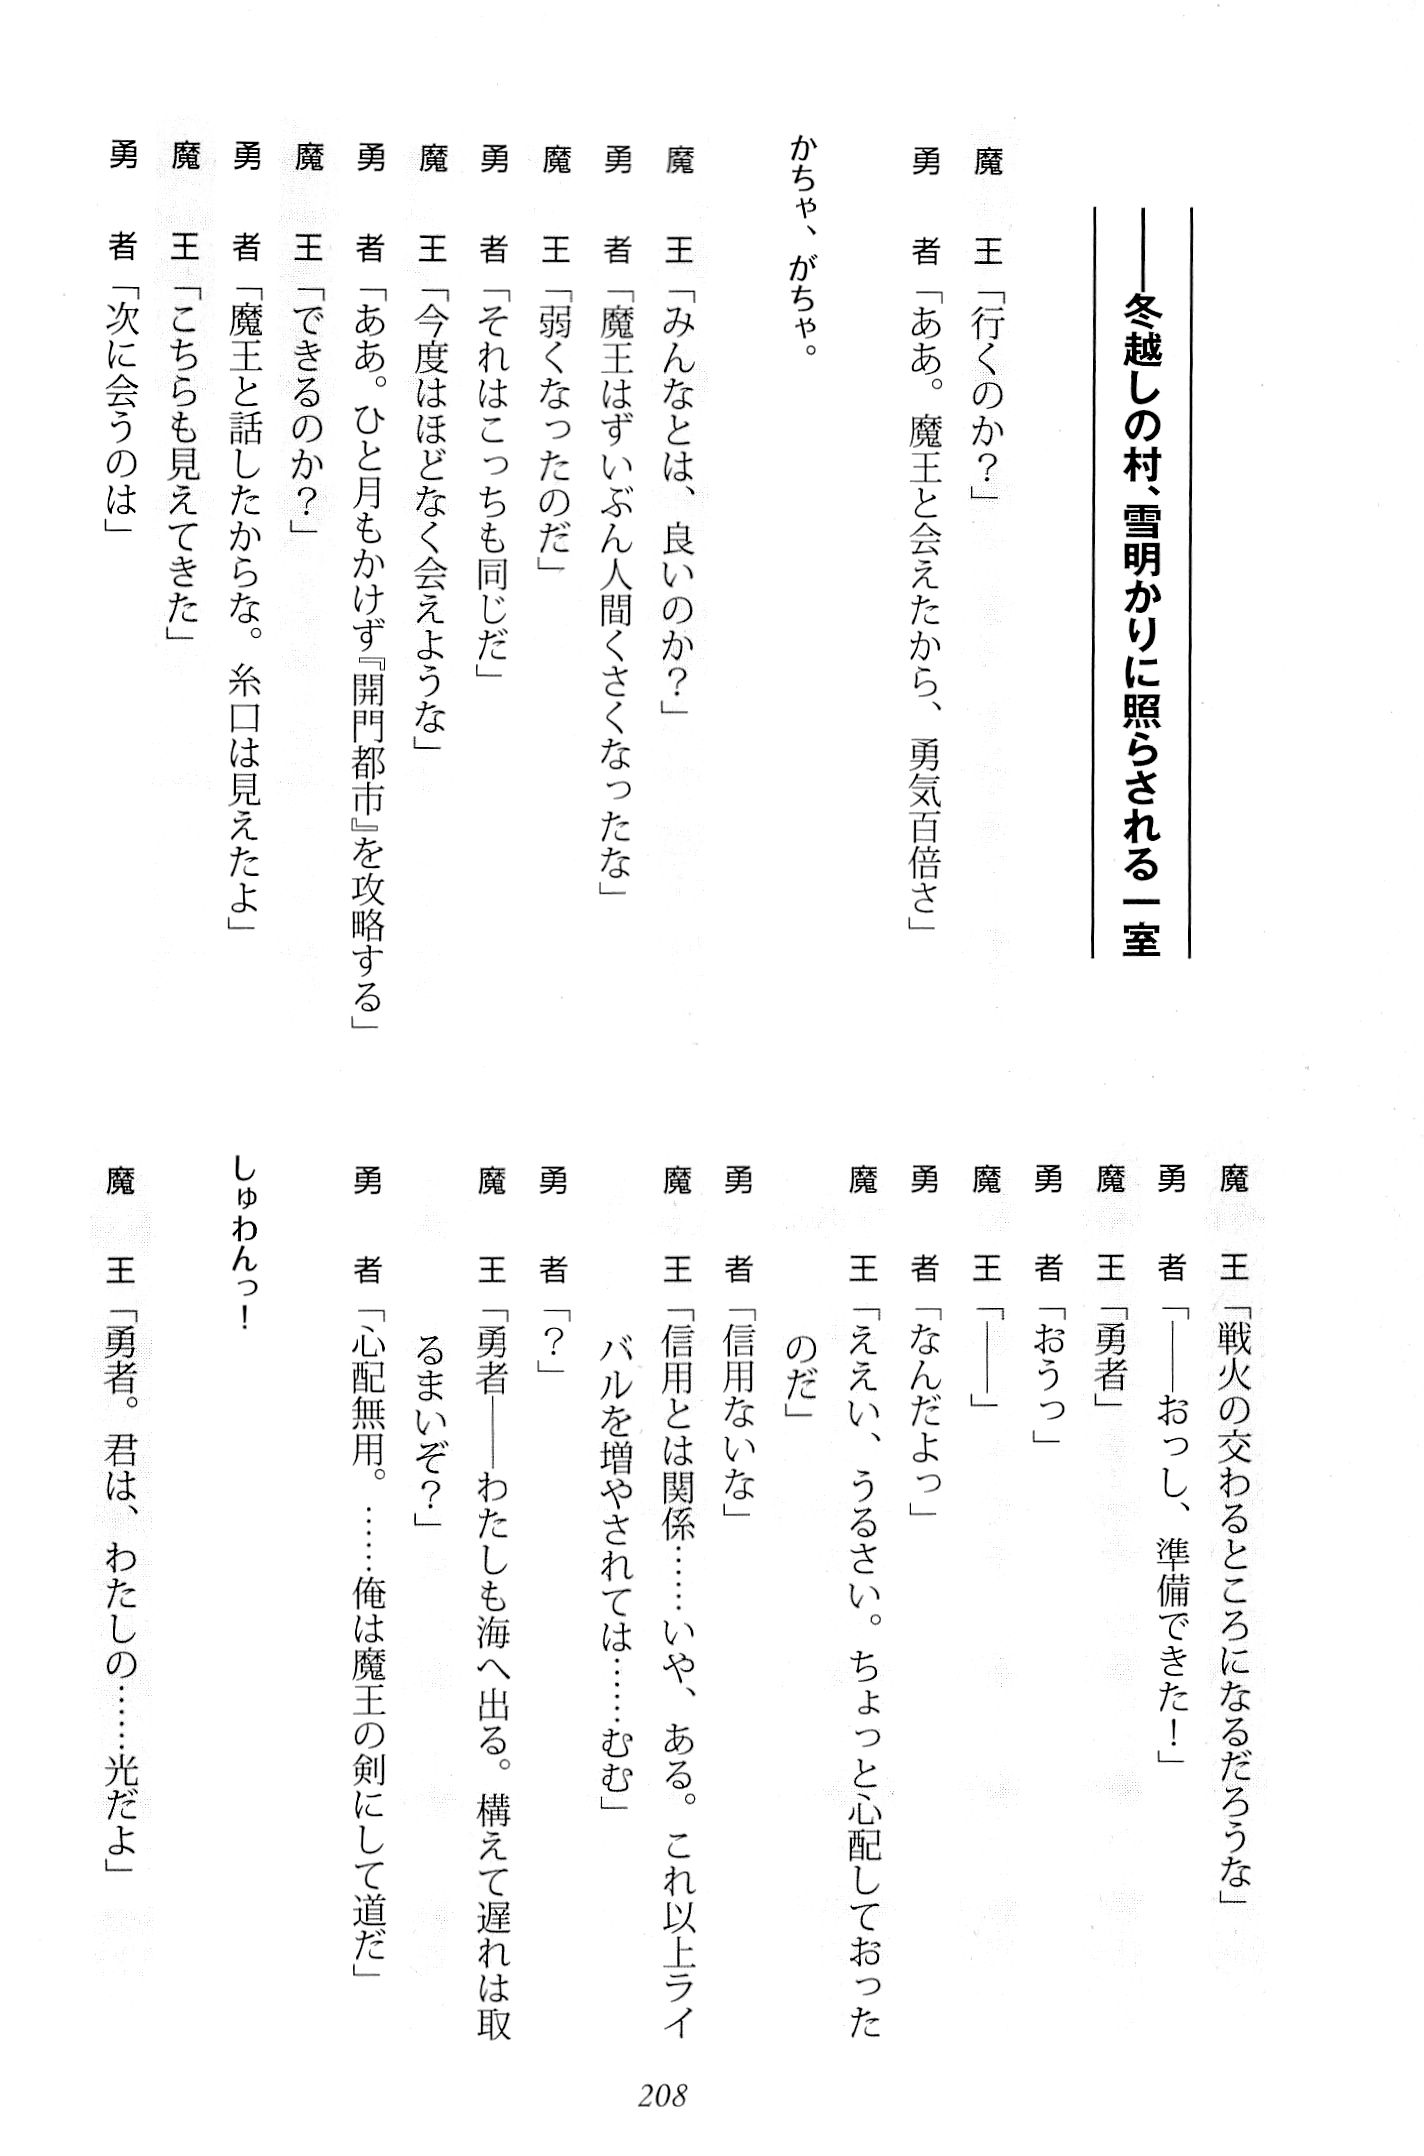 ――冬越しの村、雪明かりに照らされる一室
魔　王「行くのか？」
勇　者「ああ。魔王と会えたから、勇気百倍さ」
かちゃ、がちゃ。
魔　王「みんなとは、良いのか？」
勇　者「魔王はずいぶん人間くさくなったな」
魔　王「弱くなったのだ」
勇　者「それはこっちも同じだ」
魔　王「今度はほどなく会えような」
勇　者「ああ。ひと月もかけず『開門都市』を攻略する」
魔　王「できるのか？」
勇　者「魔王と話したからな。糸口は見えたよ」
魔　王「こちらも見えてきた」
勇　者「次に会うのは」
魔　王「戦火の交わるところになるだろうな」
勇　者「――おっし、準備できた！」
魔　王「勇者」
勇　者「おうっ」
魔　王「――」
勇　者「なんだよっ」
魔　王「ええい、うるさい。ちょっと心配しておった
のだ」
勇　者「信用ないな」
魔　王「信用とは関係……いや、ある。これ以上ライ
バルを増やされては……むむ」
勇　者「？」
魔　王「勇者――わたしも海へ出る。構えて遅れは取
るまいぞ？」
勇　者「心配無用。……俺は魔王の剣にして道だ」
しゅわんっ！
魔　王「勇者。君は、わたしの……光だよ」
208